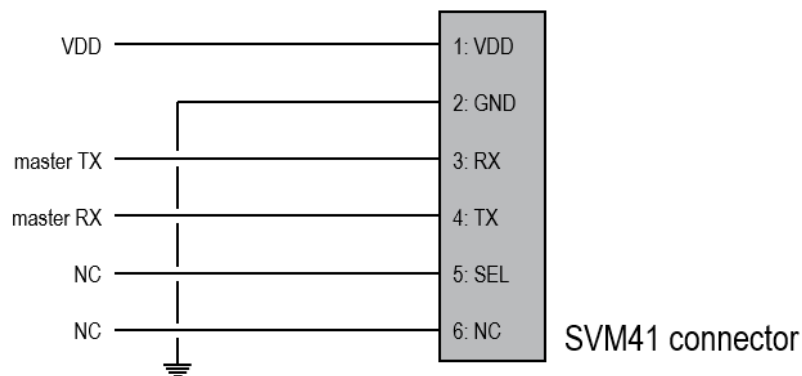 VDD 1: VDD
2: GND
master TX 3: RX
master RX 4: TX
NC 5: SEL
NC 6: NC
SVM41 connector